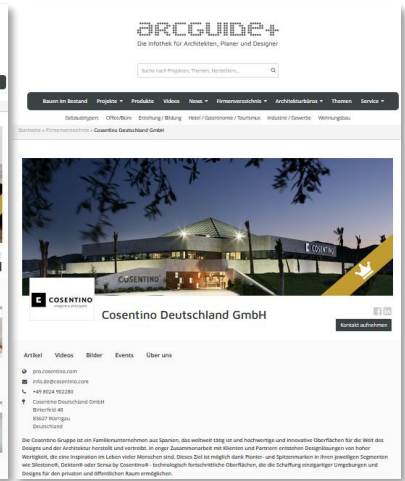 arcguide+
Die Infothek für Architekten, Planer und Designer
Suche nach Projekten, Themen, Herstellern...
Bauen im Bestand Projekte Produkte Videos News Firmenverzeichnis Architekturbüros Themen Service
Gebäudetypen: Office/Büro Erziehung / Bildung Hotel / Gastronomie / Tourismus Industrie / Gewerbe Wohnungsbau
Startseite » Firmenverzeichnis » Cosentino Deutschland GmbH
COSENTINO
COSENTINO
COSENTINO
Cosentino Deutschland GmbH
Kontakt aufnehmen
Artikel Videos Bilder Events Über uns
pro.cosentino.com
info.de@cosentino.com
+49 8024 902280
Cosentino Deutschland GmbH
Birkerfeld 48
83627 Warngau
Deutschland
Die Cosentino Gruppe ist ein Familienunternehmen aus Spanien, das weltweit tätig ist und hochwertige und innovative Oberflächen für die Welt des
Designs und der Architektur herstellt und vertreibt. In enger Zusammenarbeit mit Klienten und Partnern entstehen Designlösungen von hoher
Wertigkeit, die eine Inspiration im Leben vieler Menschen sind. Dieses Ziel ist möglich dank Pionier- und Spitzenmarken in ihren jeweiligen Segmenten
wie Silestone®, Dekton® oder Sensa by Cosentino® - technologisch fortschrittliche Oberflächen, die die Schaffung einzigartiger Umgebungen und
Designs für den privaten und öffentlichen Raum ermöglichen.